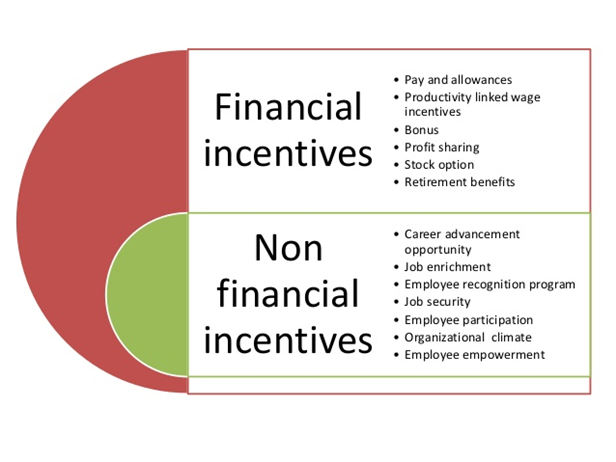 Financial
incentives
• Pay and allowances
• Productivity linked wage
incentives
• Bonus
• Profit sharing
• Stock option
• Retirement benefits
Non
financial
incentives
• Career advancement
opportunity
• Job enrichment
• Employee recognition program
• Job security
• Employee participation
• Organizational climate
• Employee empowerment